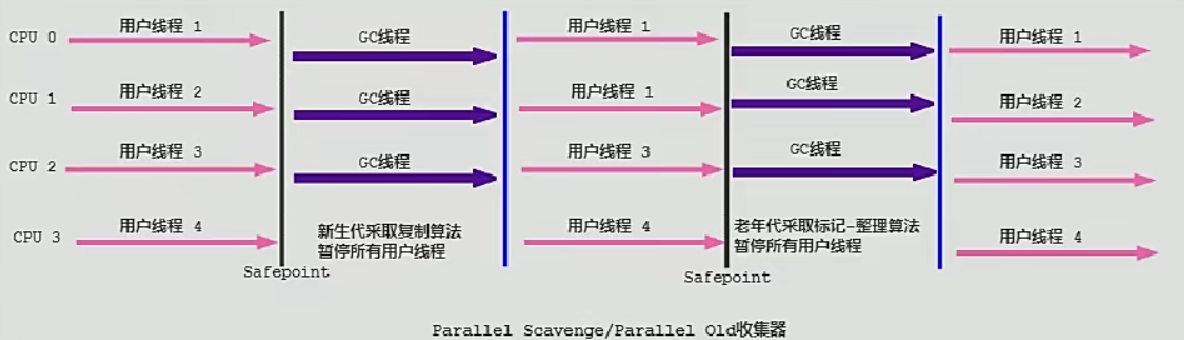 CPU 0
用户线程 1
GC线程
用户线程 1
GC线程
用户线程 1
CPU 1
用户线程 2
GC线程
用户线程 1
GC线程
用户线程 2
CPU 2
用户线程 3
GC线程
用户线程 3
GC线程
用户线程 3
CPU 3
用户线程 4
新生代采取复制算法
暂停所有用户线程
用户线程 4
老年代采取标记-整理算法
暂停所有用户线程
用户线程 4
Safepoint
Safepoint
Parallel Scavenge/Parallel Old收集器